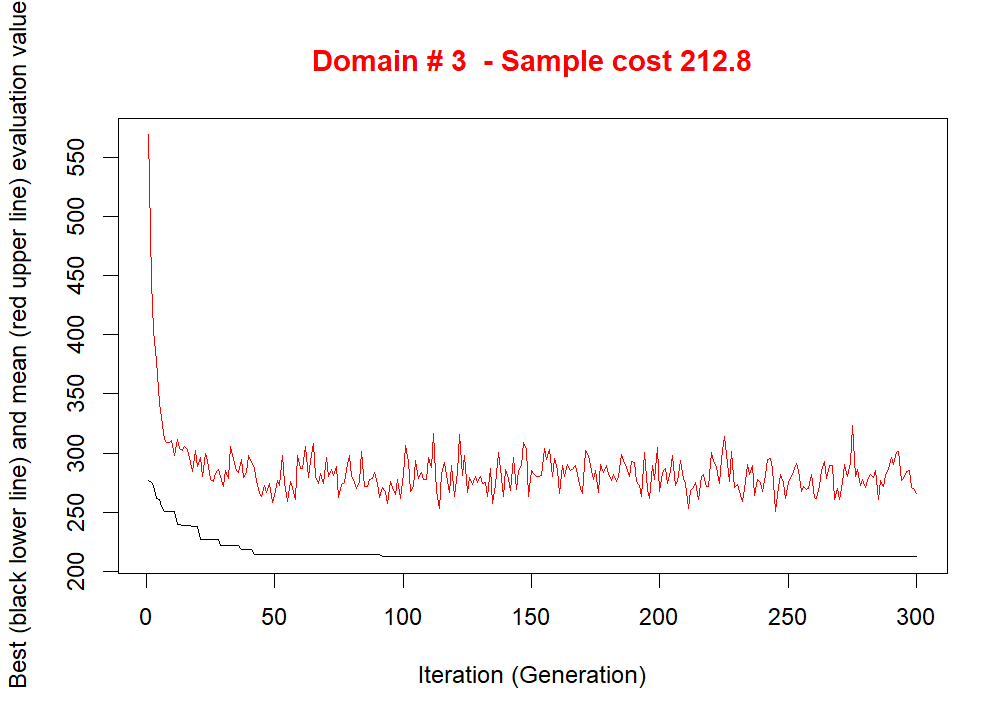 Domain # 3  - Sample cost 212.8
Best (black lower line) and mean (red upper line) evaluation value
550
500
450
400
350
300
250
200
0 50 100 150 200 250 300
Iteration (Generation)